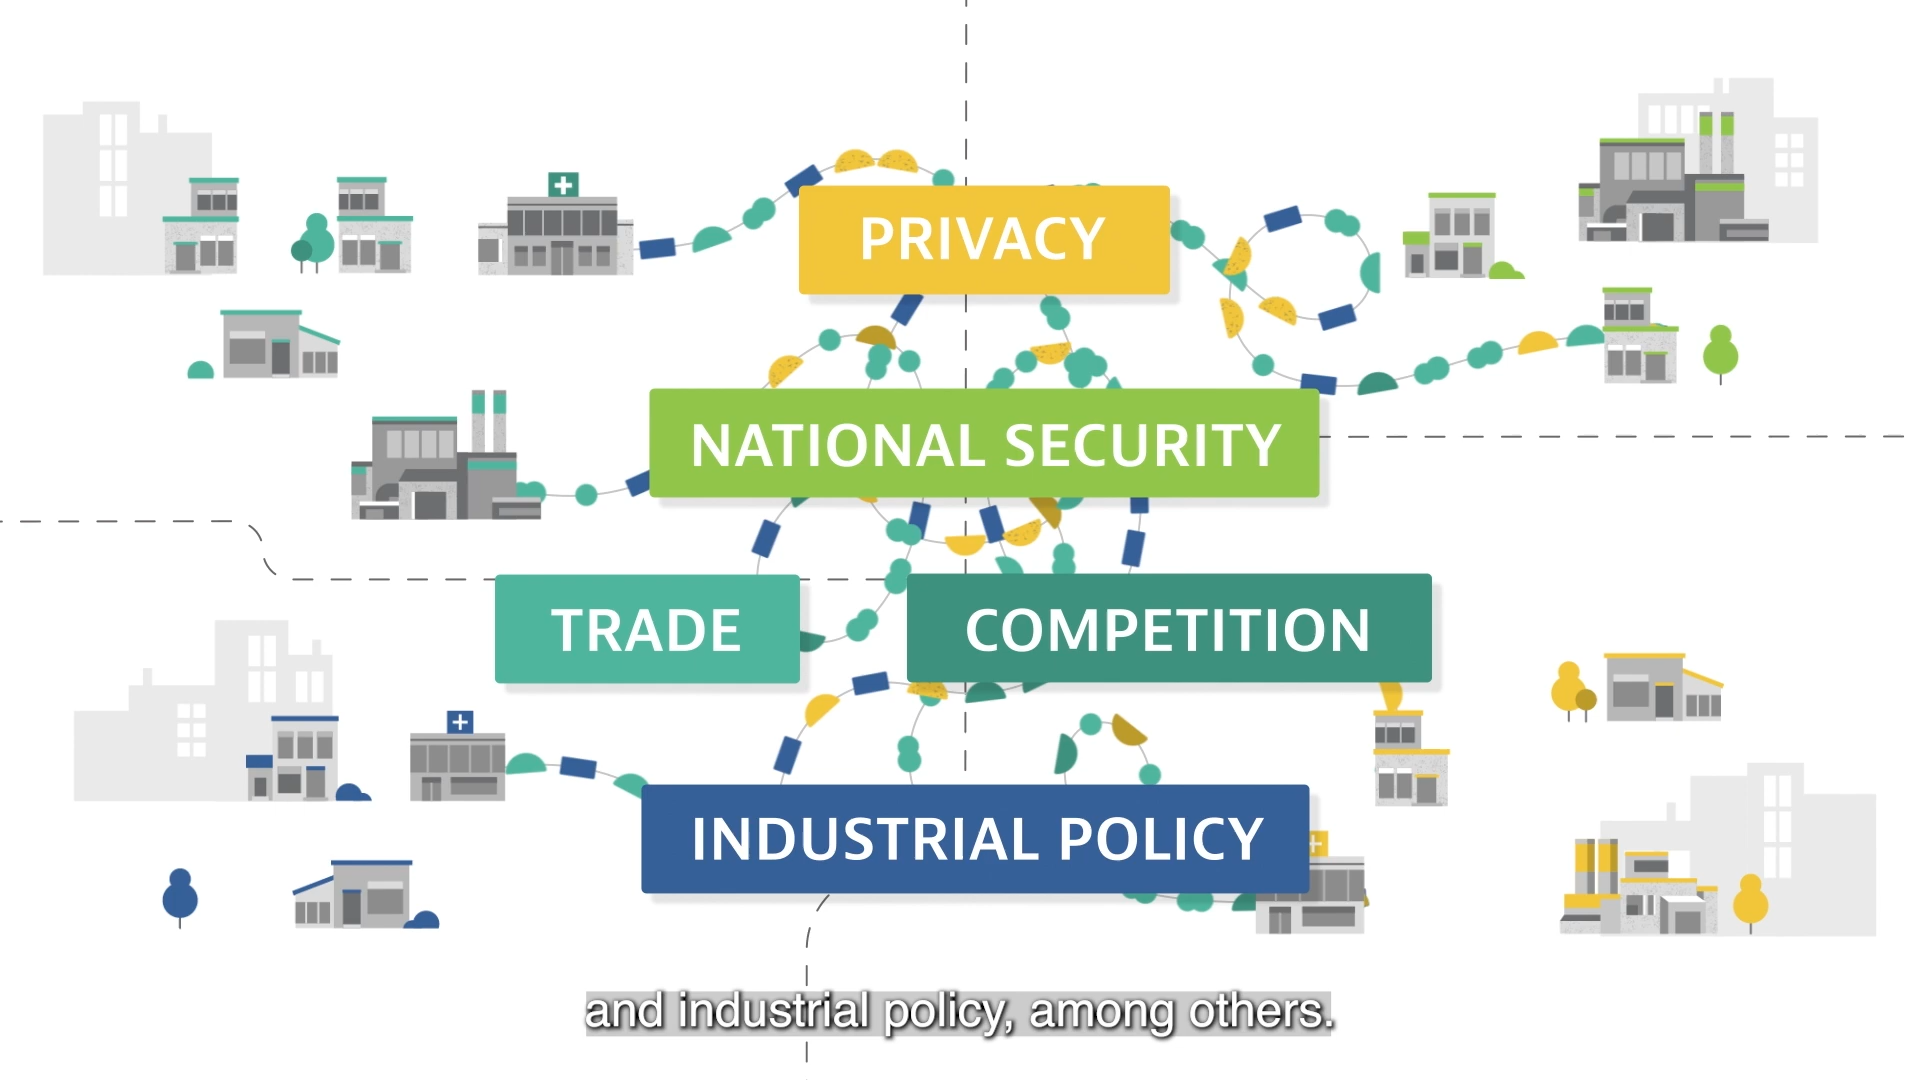 PRIVACY
NATIONAL SECURITY
TRADE
COMPETITION
INDUSTRIAL POLICY
and industrial policy, among others.